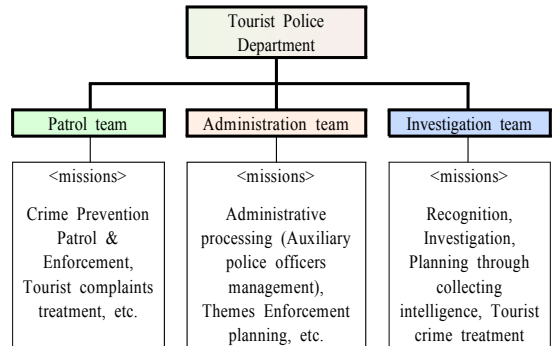 Tourist Police
Department
Patrol team
Administration team
Investigation team
<missions>
Crime Prevention
Patrol &
Enforcement,
Tourist complaints
treatment, etc.
<missions>
Administrative
processing (Auxiliary
police officers
management),
Themes Enforcement
planning, etc.
<missions>
Recognition,
Investigation,
Planning through
collecting
intelligence, Tourist
crime treatment